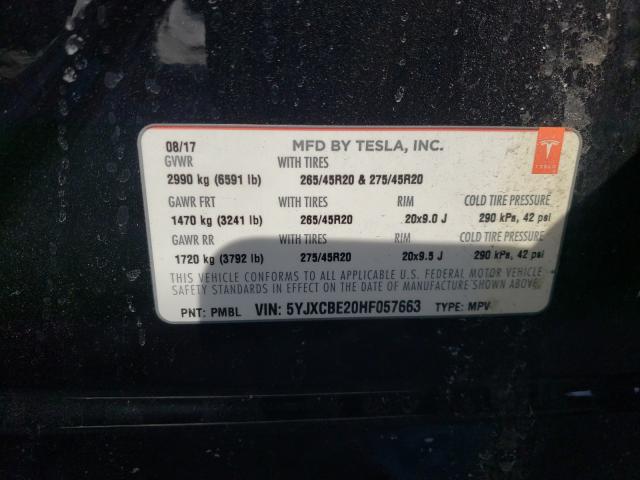 08/17 MFD BY TESLA, INC.
GVWR WITH TIRES
2990 kg (6591 lb) 265/45R20 & 275/45R20
GAWR FRT WITH TIRES RIM COLD TIRE PRESSURE
1470 kg (3241 lb) 265/45R20 20x9.0 J 290 kPa, 42 psi
GAWR RR WITH TIRES RIM COLD TIRE PRESSURE
1720 kg (3792 lb) 275/45R20 20x9.5 J 290 kPa, 42 psi
THIS VEHICLE CONFORMS TO ALL APPLICABLE U.S. FEDERAL MOTOR VEHICLE
SAFETY STANDARDS IN EFFECT ON THE DATE OF MANUFACTURE SHOWN ABOVE.
PNT: PMBL VIN: 5YJXCBE20HF057663 TYPE: MPV
TESLA